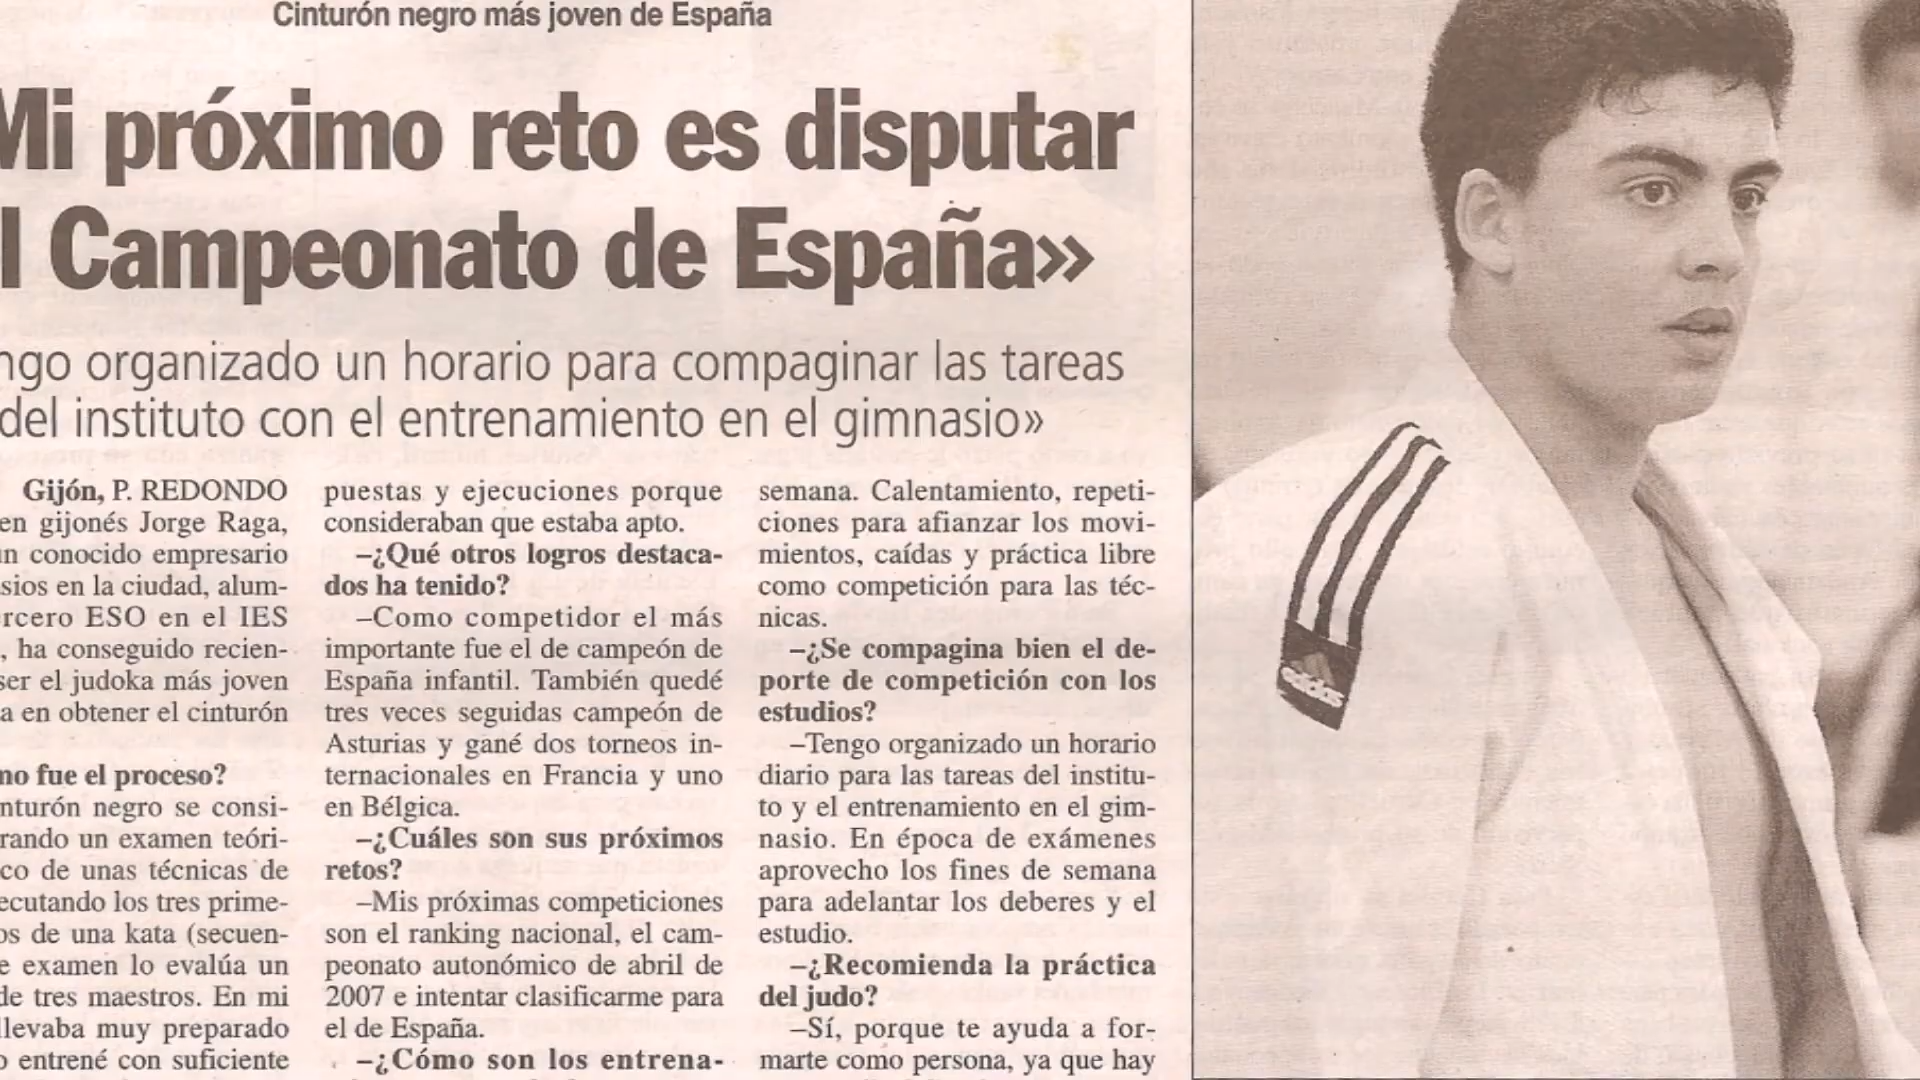 Cinturón negro más joven de España
Mi próximo reto es disputar
l Campeonato de España»
ngo organizado un horario para compaginar las tareas
del instituto con el entrenamiento en el gimnasio»
Gijón, P. REDONDO
en gijonés Jorge Raga,
un conocido empresario
sios en la ciudad, alum-
ercero ESO en el IES
, ha conseguido recien-
ser el judoka más joven
a en obtener el cinturón
mo fue el proceso?
nturón negro se consi-
rando un examen teóri-
co de unas técnicas de
ecutando los tres prime-
os de una kata (secuen-
e examen lo evalúa un
de tres maestros. En mi
llevaba muy preparado
o entrené con suficiente
puestas y ejecuciones porque
consideraban que estaba apto.
–¿Qué otros logros destaca-
dos ha tenido?
–Como competidor el más
importante fue el de campeón de
España infantil. También quedé
tres veces seguidas campeón de
Asturias y gané dos torneos in-
ternacionales en Francia y uno
en Bélgica.
–¿Cuáles son sus próximos
retos?
–Mis próximas competiciones
son el ranking nacional, el cam-
peonato autonómico de abril de
2007 e intentar clasificarme para
el de España.
–¿Cómo son los entrena-
semana. Calentamiento, repeti-
ciones para afianzar los movi-
mientos, caídas y práctica libre
como competición para las téc-
nicas.
–¿Se compagina bien el de-
porte de competición con los
estudios?
–Tengo organizado un horario
diario para las tareas del institu-
to y el entrenamiento en el gim-
nasio. En época de exámenes
aprovecho los fines de semana
para adelantar los deberes y el
estudio.
–¿Recomienda la práctica
del judo?
–Sí, porque te ayuda a for-
marte como persona, ya que hay
adidas